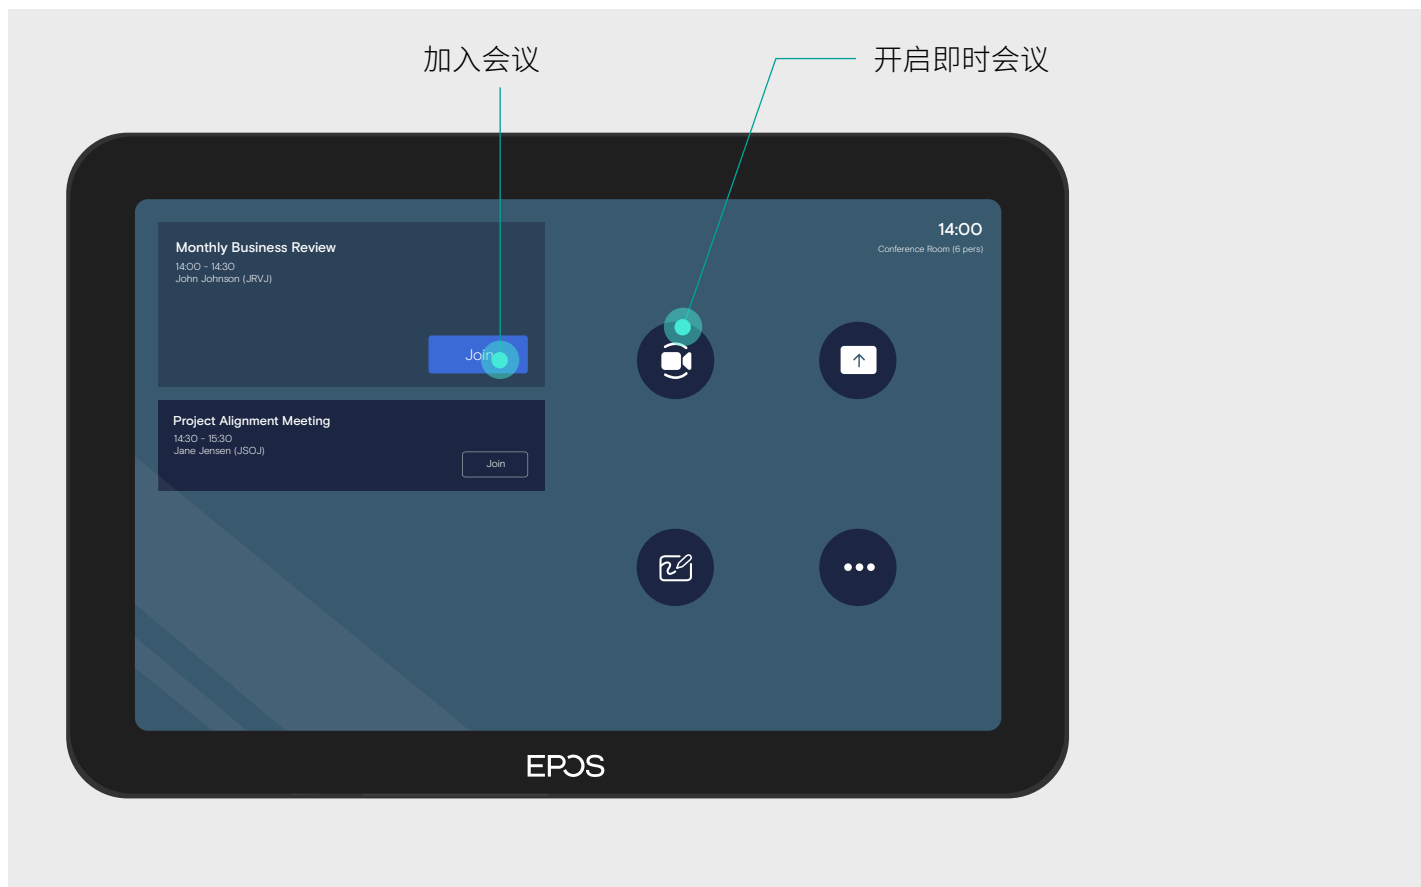 加入会议
开启即时会议
Monthly Business Review
14:00 - 14:30
John Johnson (JRVJ)
Join
14:00
Conference Room (6 pers)
Project Alignment Meeting
14:30 - 15:30
Jane Jensen (JSOJ)
Join
EPOS